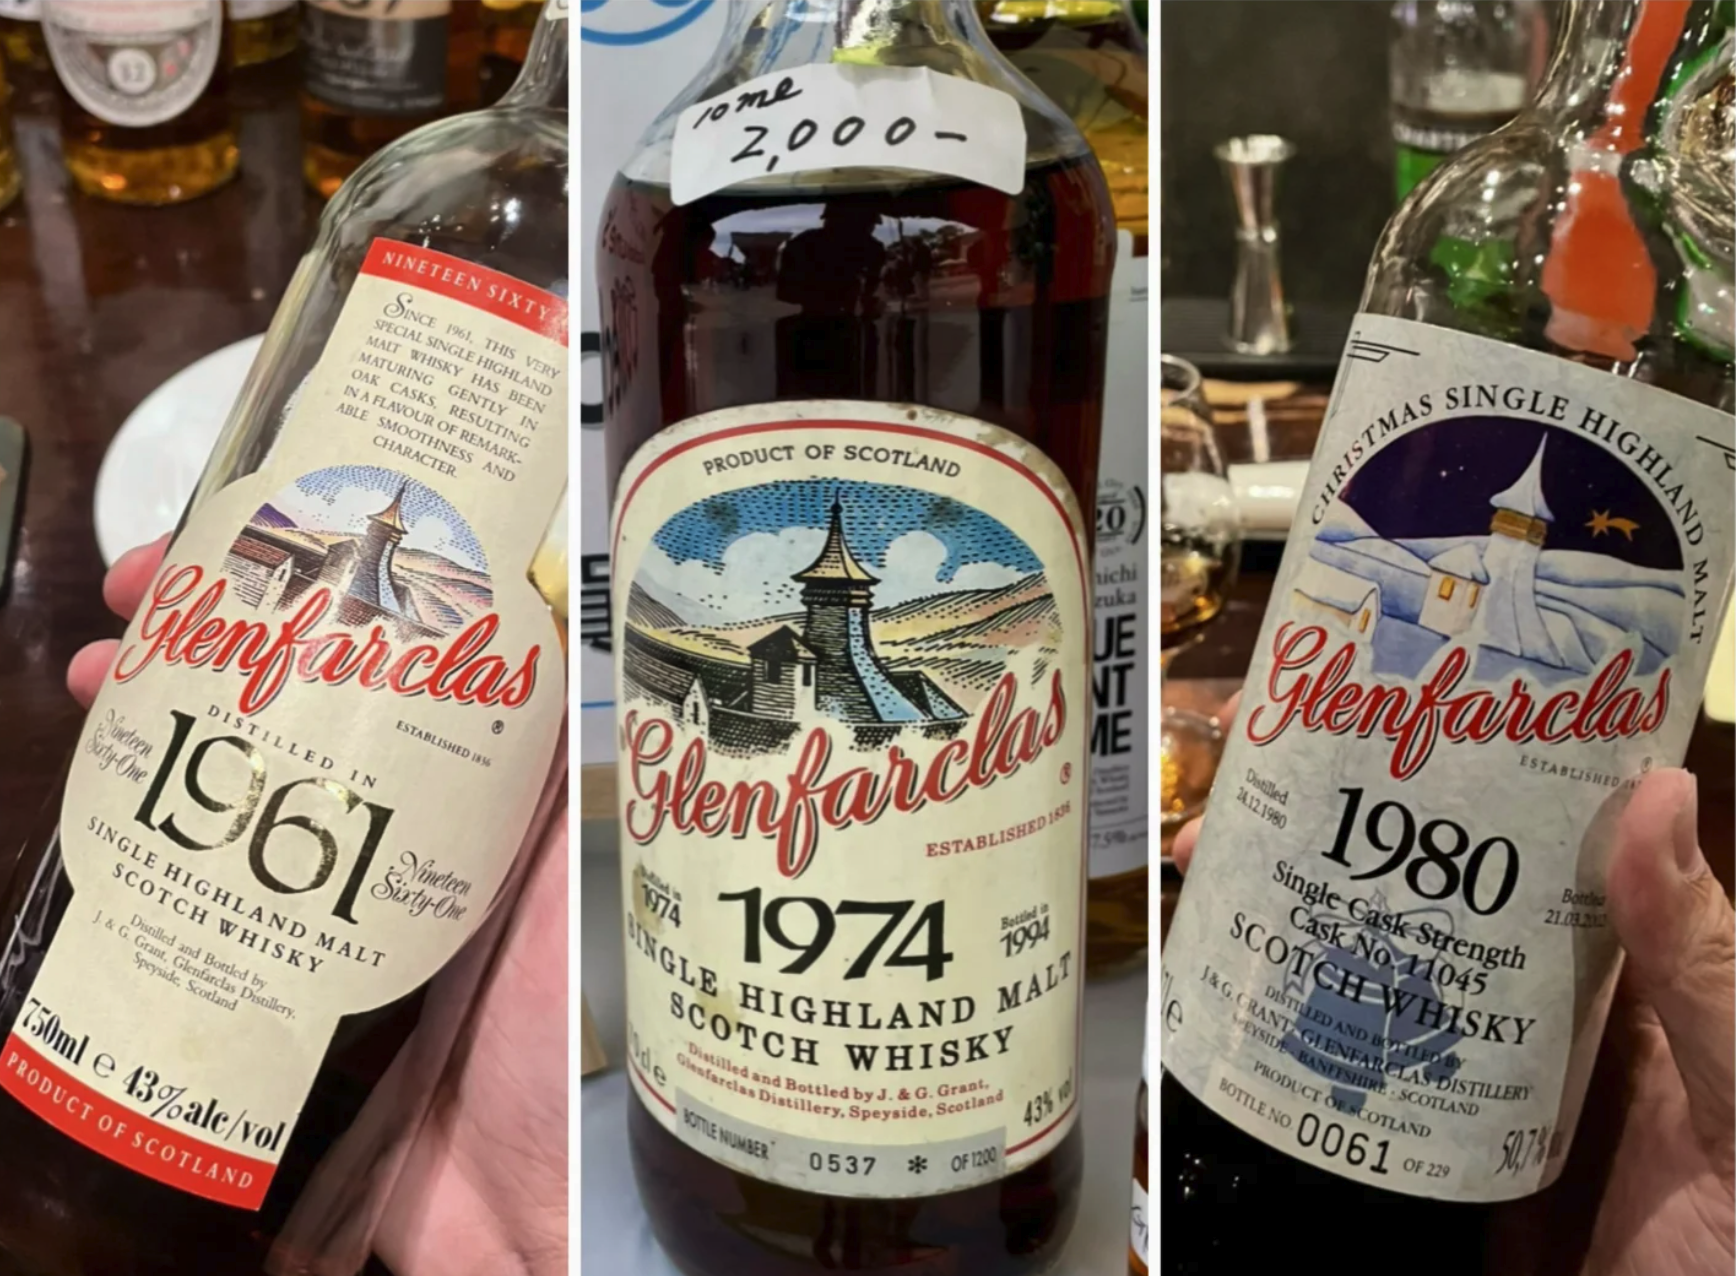 NINETEEN SIXTY
SINCE 1961, THIS VERY
SPECIAL SINGLE HIGHLAND
MALT WHISKY HAS BEEN
MATURING GENTLY IN
OAK CASKS, RESULTING
IN A FLAVOUR OF REMARK-
ABLE SMOOTHNESS AND
CHARACTER.
Glenfarclas
®
ESTABLISHED 1836
DISTILLED IN
Nineteen
Sixty-One
1961
Nineteen
Sixty-One
SINGLE HIGHLAND MALT
SCOTCH WHISKY
Distilled and Bottled by
J. & G. Grant, Glenfarclas Distillery,
Speyside, Scotland
750ml e 43%alc/vol
PRODUCT OF SCOTLAND
10 ml
2,000-
PRODUCT OF SCOTLAND
Glenfarclas
®
ESTABLISHED 1836
Distilled in
1974
1974
Bottled in
1994
SINGLE HIGHLAND MALT
SCOTCH WHISKY
Distilled and Bottled by J. & G. Grant,
Glenfarclas Distillery, Speyside, Scotland
43% vol
BOTTLE NUMBER 0537 * OF 1200
20
CHRISTMAS SINGLE HIGHLAND MALT
Glenfarclas
®
ESTABLISHED
Distilled
24.12.1980
1980
Bottled
Single Cask Strength
Cask No. 11045
SCOTCH WHISKY
DISTILLED AND BOTTLED BY
J. & G. GRANT, GLENFARCLAS DISTILLERY
SPEYSIDE · BANFFSHIRE · SCOTLAND
PRODUCT OF SCOTLAND
BOTTLE NO. 0061 OF 229
50,7%